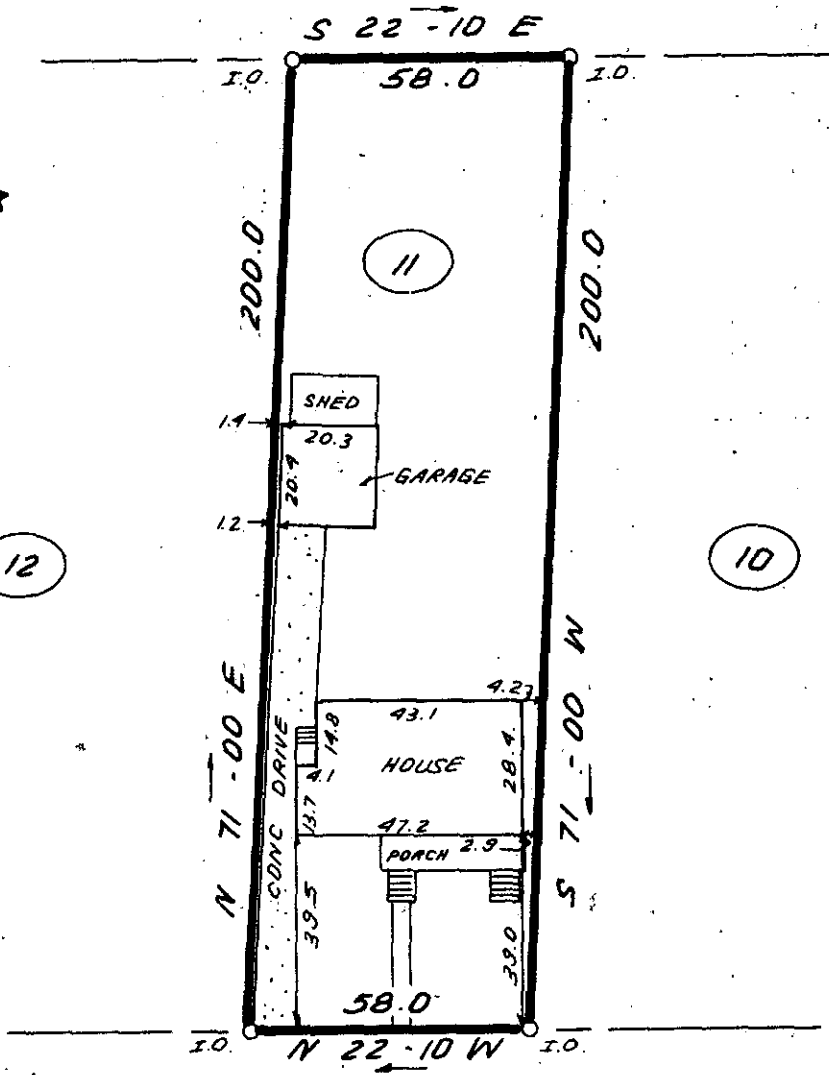 S 22-10 E
I.O.
58.0
I.O.
200.0
11
200.0
SHED
1.4
20.3
20.4
GARAGE
1.2
12
10
N 71-00 E
S 71-00 W
4.2
43.1
14.8
CONC DRIVE
HOUSE
28.4
4.1
13.7
47.2
PORCH
2.9
39.5
39.0
58.0
I.O.
N 22-10 W
I.O.